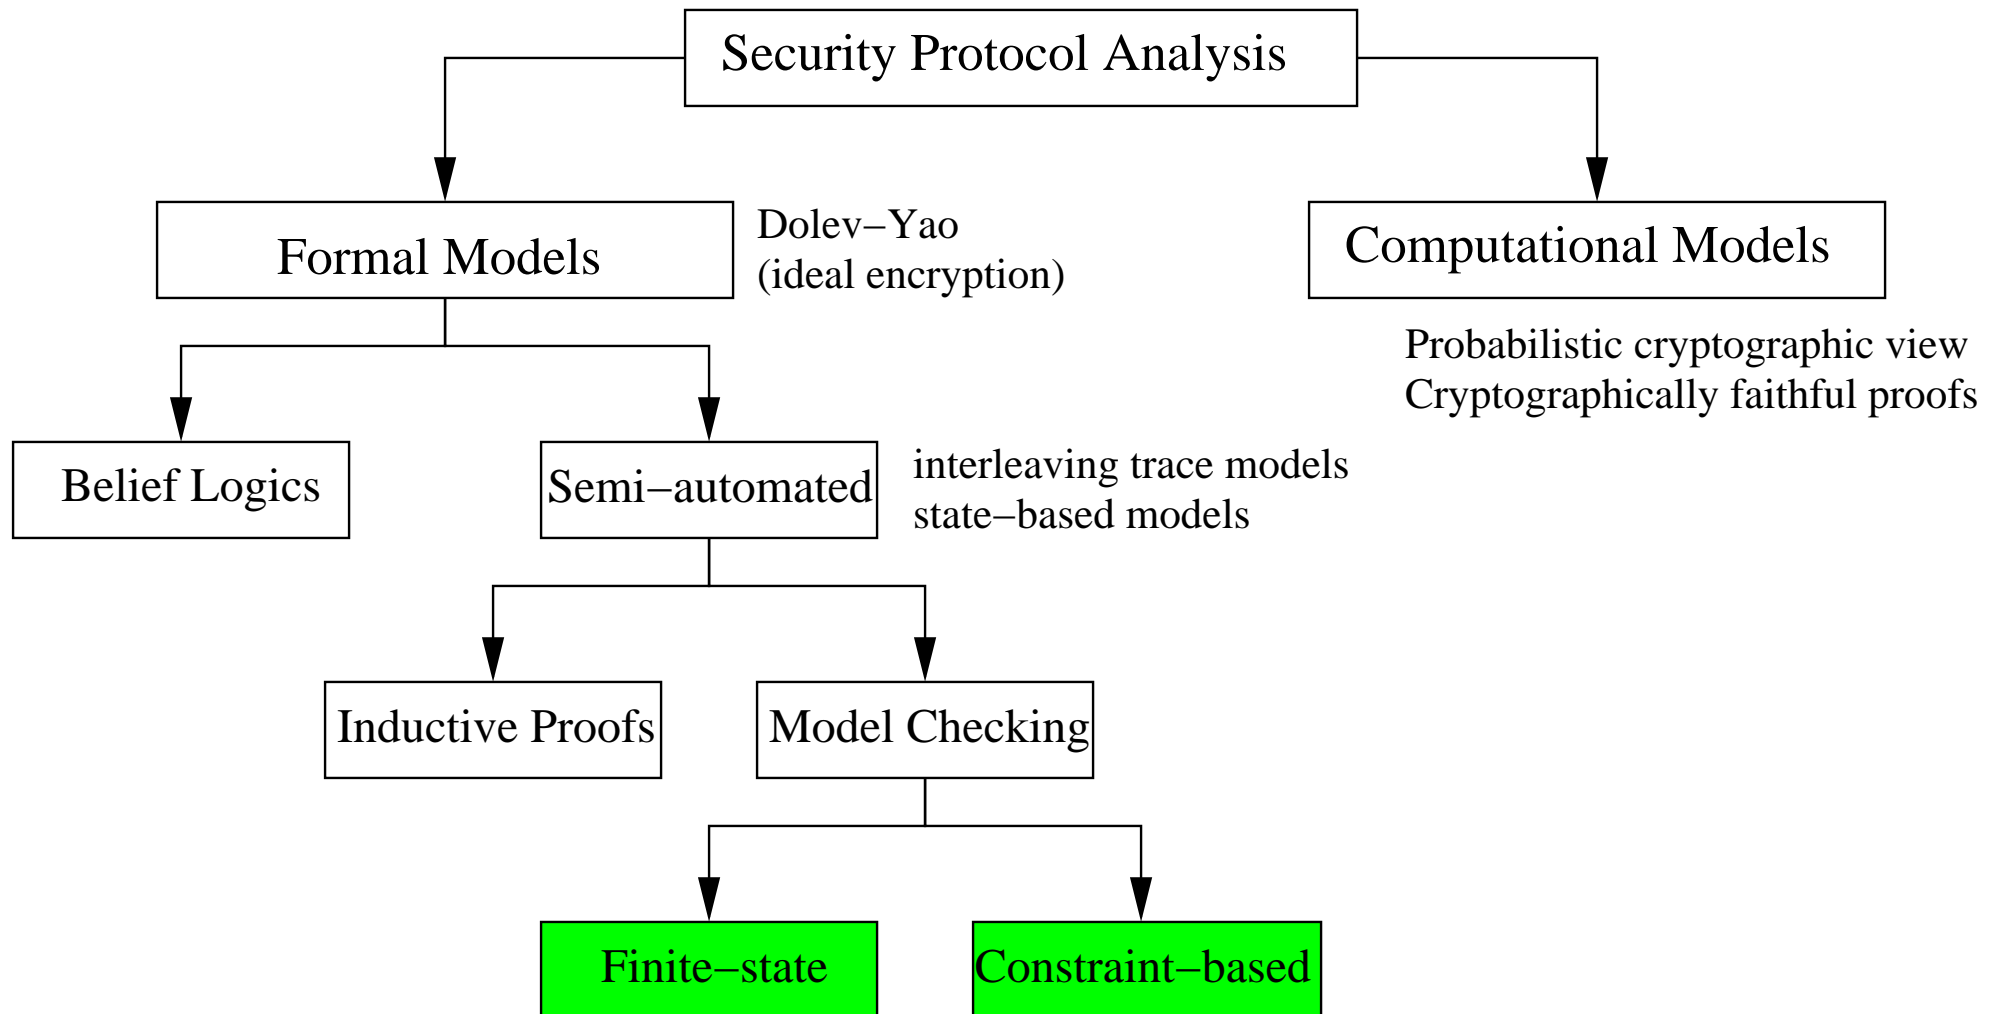 Security Protocol Analysis
Formal Models
Dolev−Yao
(ideal encryption)
Computational Models
Probabilistic cryptographic view
Cryptographically faithful proofs
Belief Logics
Semi−automated
interleaving trace models
state−based models
Inductive Proofs
Model Checking
Finite−state
Constraint−based